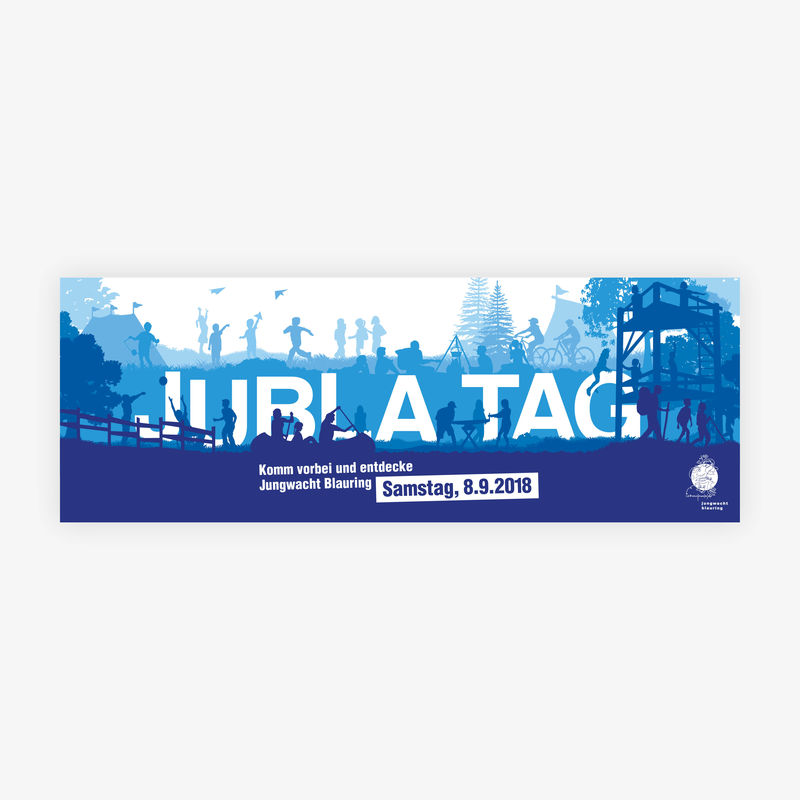 JUBLA TAG
Komm vorbei und entdecke
Jungwacht Blauring
Samstag, 8.9.2018
jungwacht
blauring